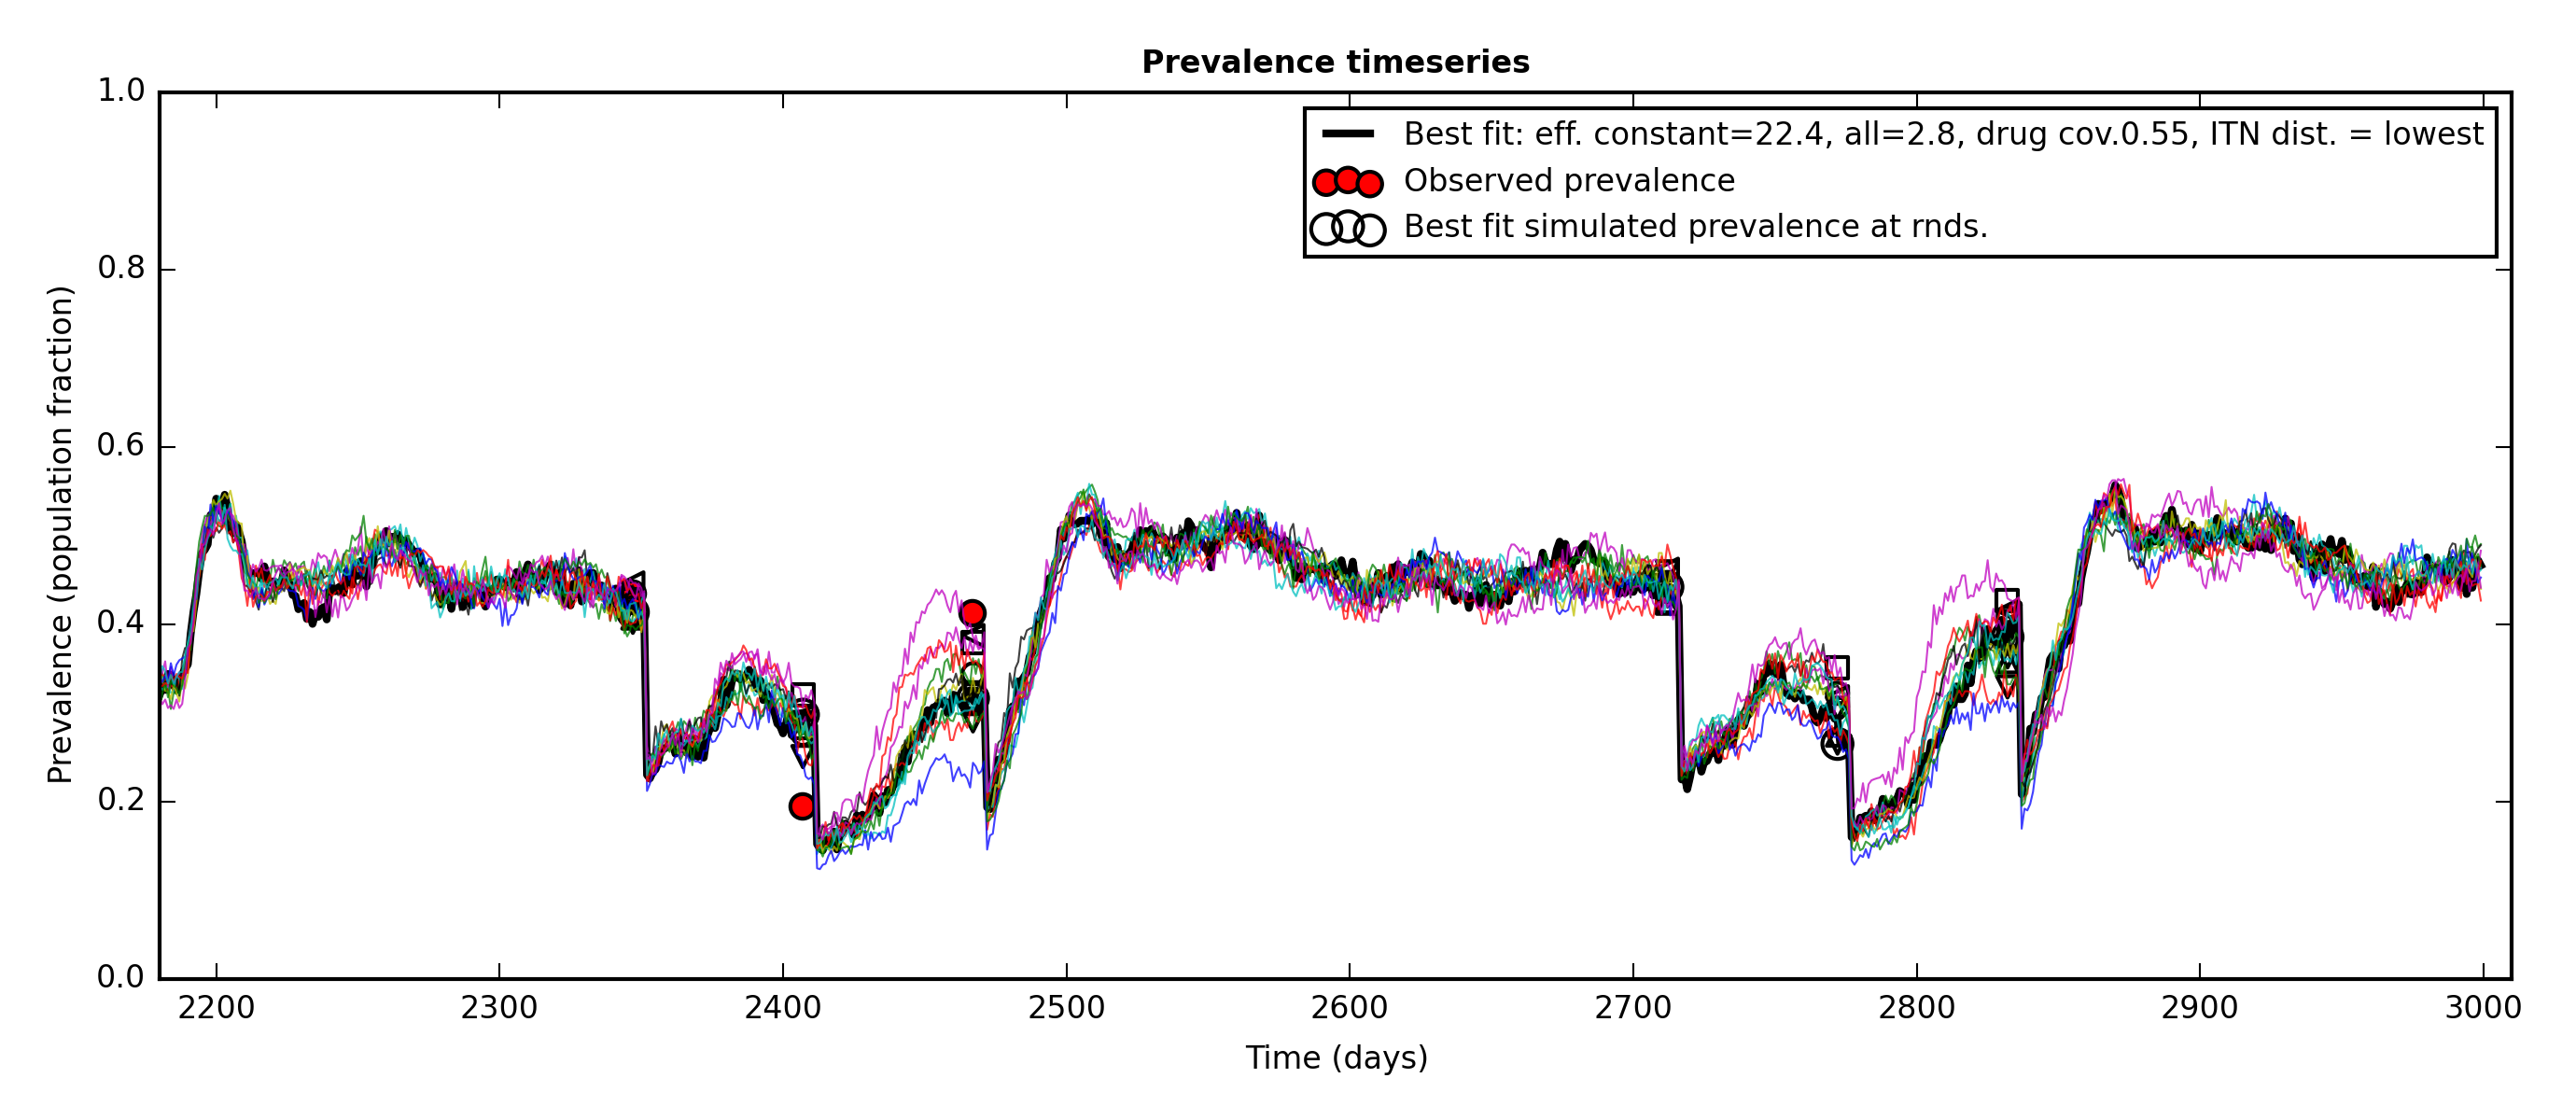 Prevalence timeseries
1.0
0.8
0.6
0.4
0.2
0.0
Prevalence (population fraction)
Best fit: eff. constant=22.4, all=2.8, drug cov.0.55, ITN dist. = lowest
Observed prevalence
Best fit simulated prevalence at rnds.
2200 2300 2400 2500 2600 2700 2800 2900 3000
Time (days)